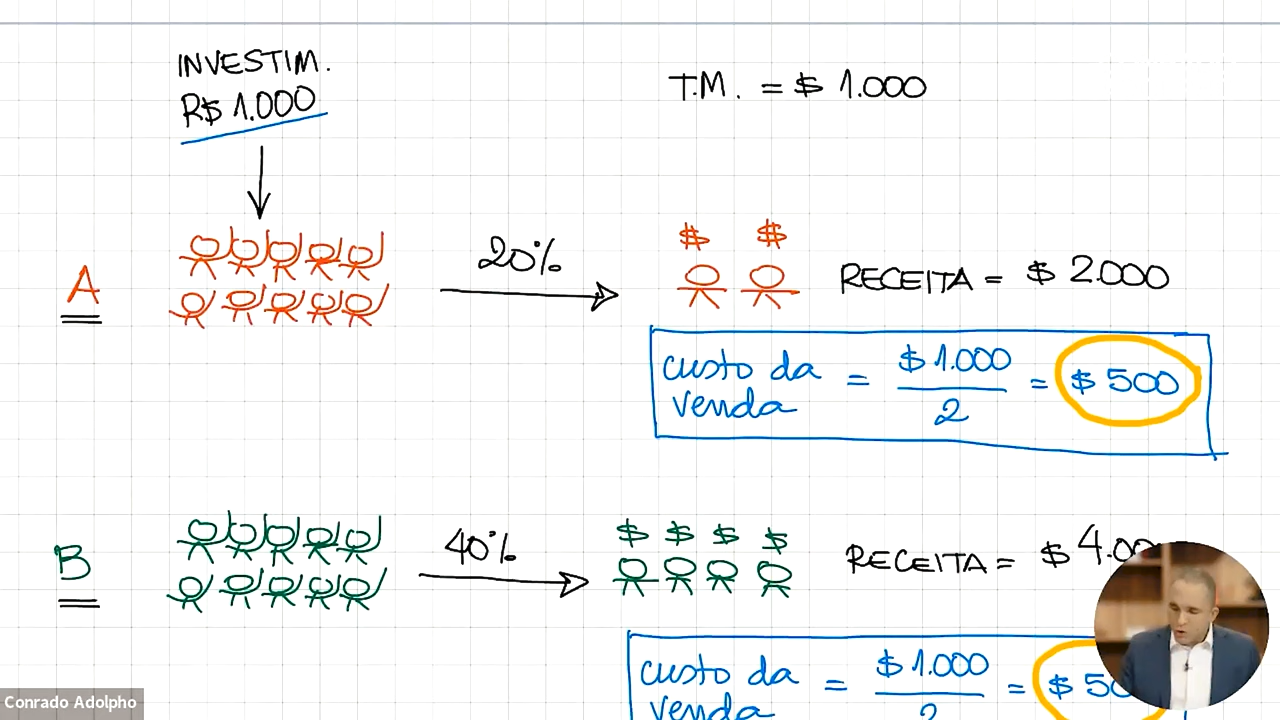 INVESTIM.
R$ 1.000
T.M. = $ 1.000
A
20%
$ $
RECEITA = $ 2.000
custo da venda = $ 1.000 / 2 = $ 500
B
40%
$ $ $ $
RECEITA = $ 4.00
custo da venda = $ 1.000 / 2 = $ 50
Conrado Adolpho